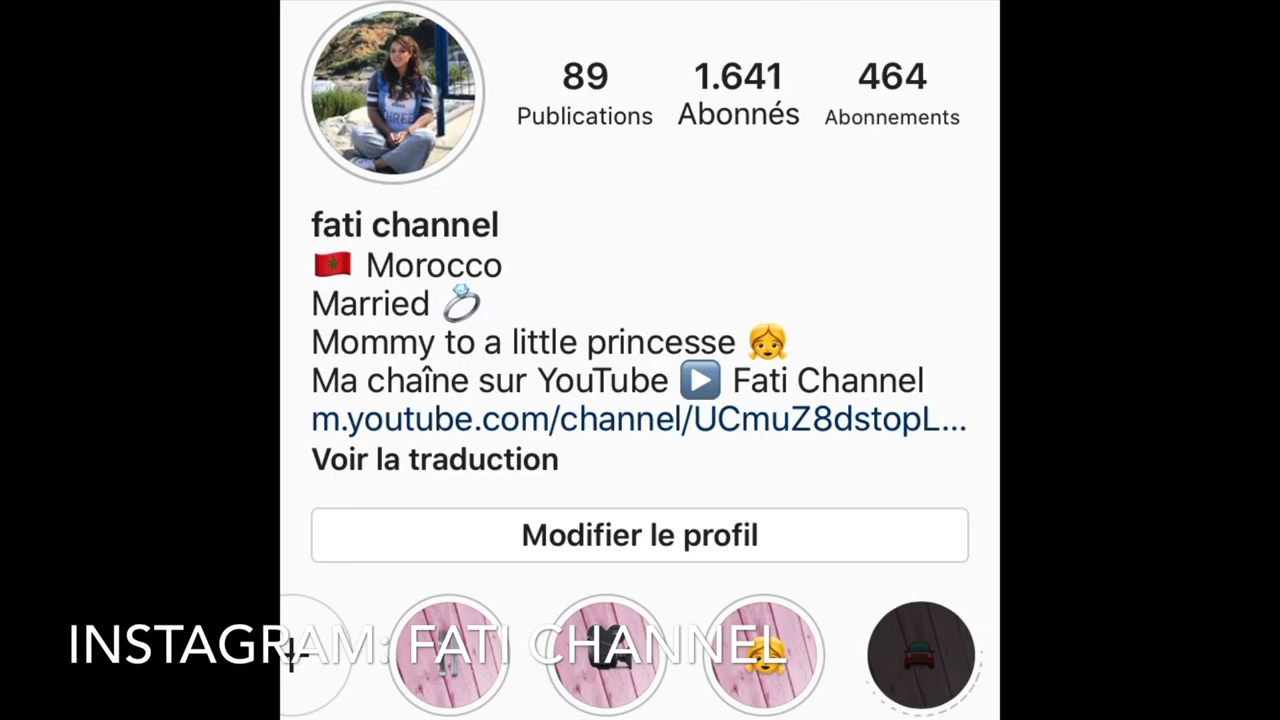 89 1.641 464
Publications Abonnés Abonnements
fati channel
🇲🇦 Morocco
Married 💍
Mommy to a little princesse 👧
Ma chaîne sur YouTube ▶️ Fati Channel
m.youtube.com/channel/UCmuZ8dstopL...
Voir la traduction
Modifier le profil
INSTAGRAM: FATI CHANNEL